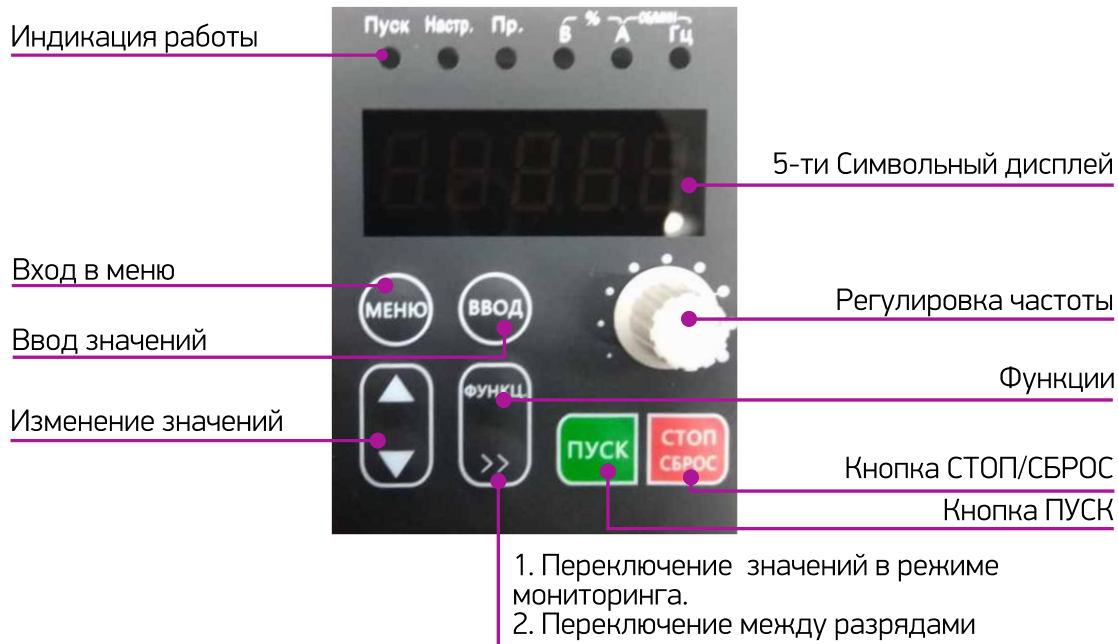 Индикация работы
Пуск Настр. Пр. В % А Гц
5-ти Символьный дисплей
Вход в меню
МЕНЮ ВВОД
Регулировка частоты
Ввод значений
ФУНКЦ.
Функции
Изменение значений
ПУСК СТОП
СБРОС
>>
Кнопка СТОП/СБРОС
Кнопка ПУСК
1. Переключение значений в режиме
мониторинга.
2. Переключение между разрядами